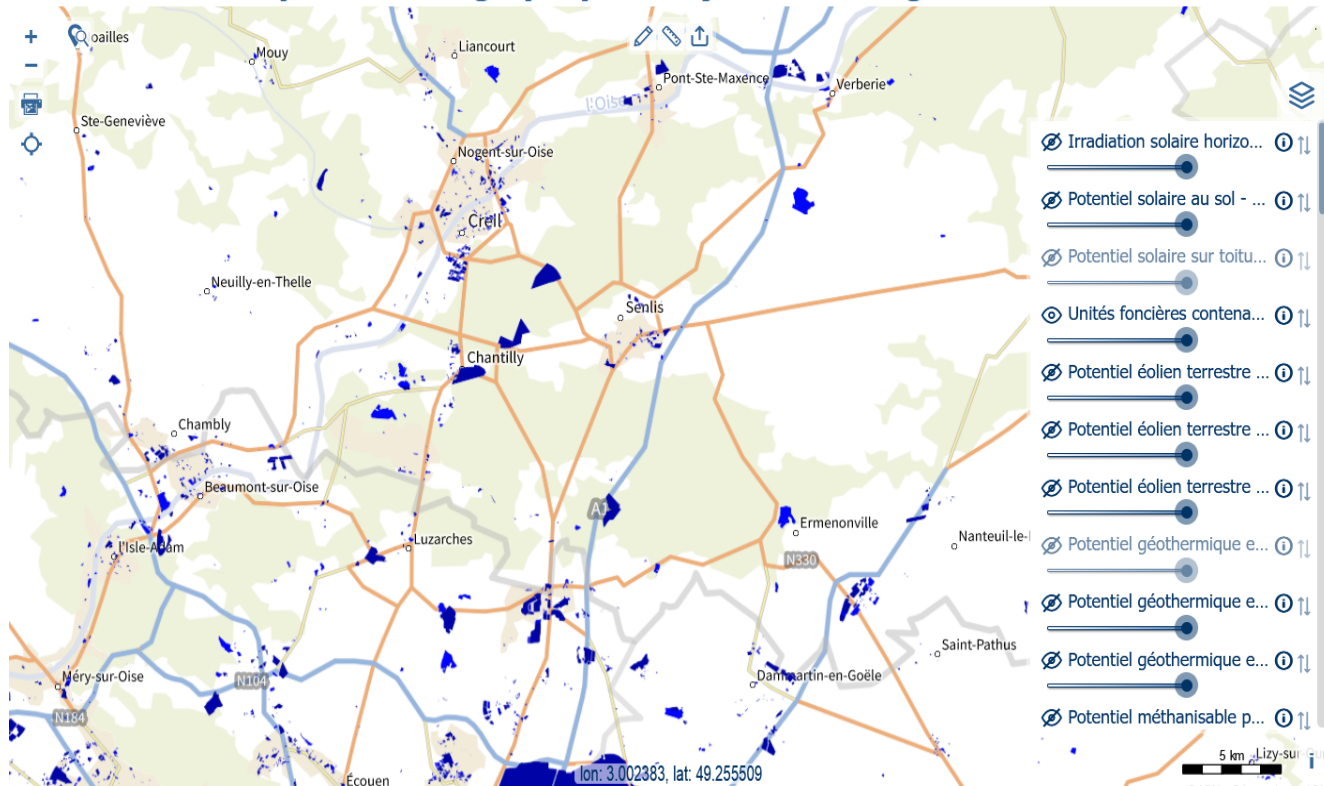 +
−
oailles
Mouy
Liancourt
Pont-Ste-Maxence
Verberie
l'Oise
Ste-Geneviève
Nogent-sur-Oise
Creil
Neuilly-en-Thelle
Senlis
Chantilly
Chambly
Beaumont-sur-Oise
A1
Ermenonville
Nanteuil-le-
l'Isle-Adam
Luzarches
N330
Saint-Pathus
Méry-sur-Oise
N104
Dammartin-en-Goële
N184
Écouen
lon: 3.002383, lat: 49.255509
Irradiation solaire horizo...
Potentiel solaire au sol - ...
Potentiel solaire sur toitu...
Unités foncières contena...
Potentiel éolien terrestre ...
Potentiel éolien terrestre ...
Potentiel éolien terrestre ...
Potentiel géothermique e...
Potentiel géothermique e...
Potentiel géothermique e...
Potentiel méthanisable p...
5 km
Lizy-sur-Ou
i